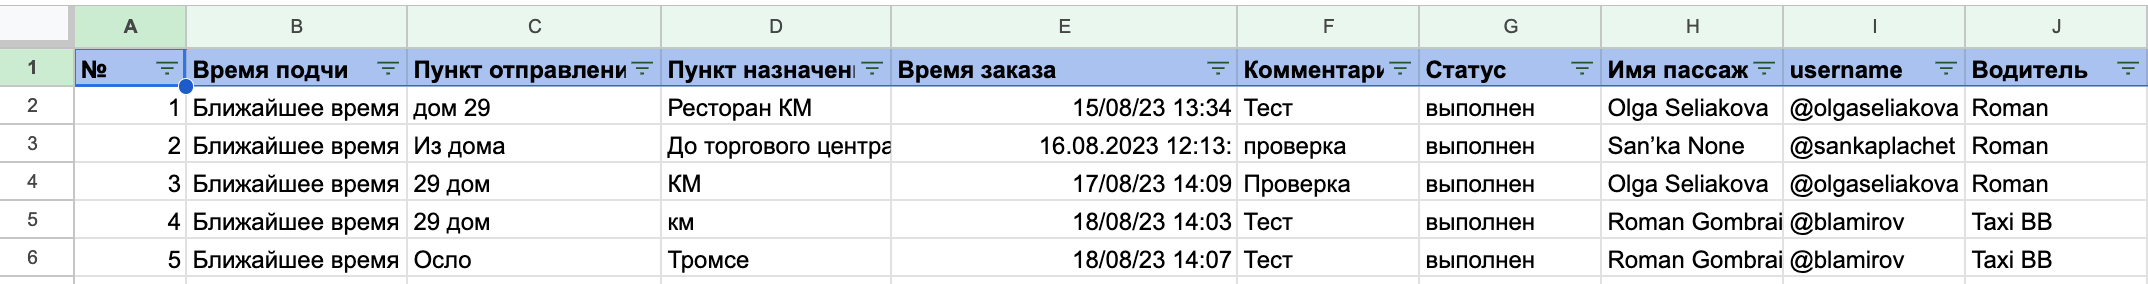 A B C D E F G H I J
1 № Время подчи Пункт отправлени Пункт назначен Время заказа Комментари Статус Имя пассаж username Водитель
2 1 Ближайшее время дом 29 Ресторан КМ 15/08/23 13:34 Тест выполнен Olga Seliakova @olgaseliakova Roman
3 2 Ближайшее время Из дома До торгового центра 16.08.2023 12:13: проверка выполнен San’ka None @sankaplachet Roman
4 3 Ближайшее время 29 дом КМ 17/08/23 14:09 Проверка выполнен Olga Seliakova @olgaseliakova Roman
5 4 Ближайшее время 29 дом км 18/08/23 14:03 Тест выполнен Roman Gombrai @blamirov Taxi BB
6 5 Ближайшее время Осло Тромсе 18/08/23 14:07 Тест выполнен Roman Gombrai @blamirov Taxi BB